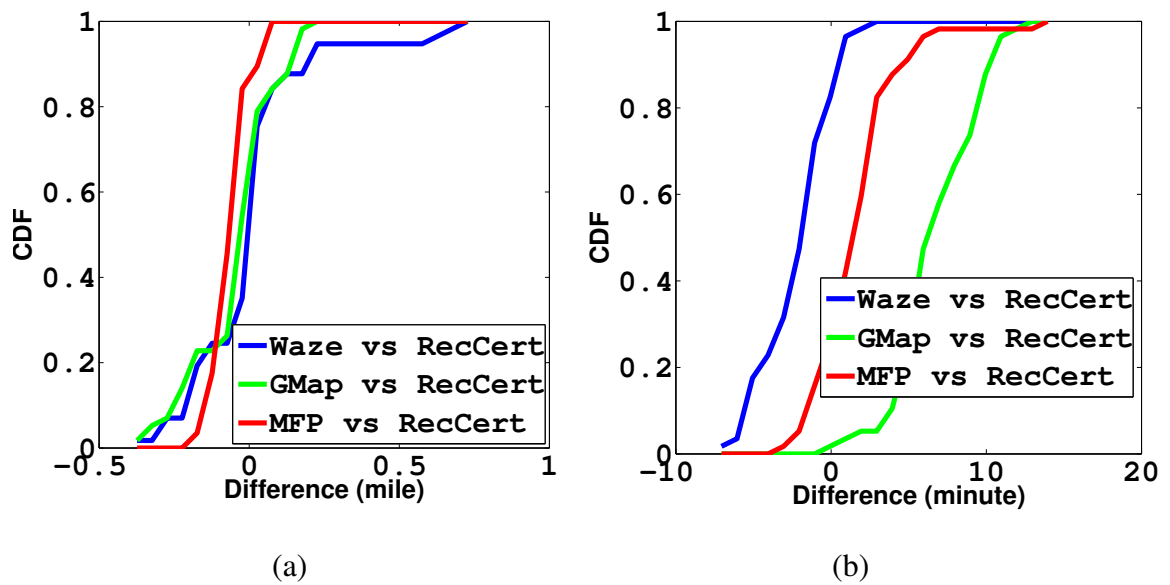 1
0.8
0.6
0.4
0.2
0
-0.5
0
0.5
1
CDF
Difference (mile)
Waze vs RecCert
GMap vs RecCert
MFP vs RecCert
(a)
1
0.8
0.6
0.4
0.2
0
-10
0
10
20
CDF
Difference (minute)
Waze vs RecCert
GMap vs RecCert
MFP vs RecCert
(b)